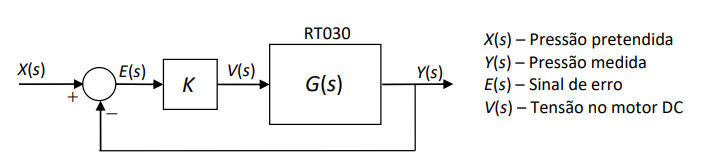 RT030
X(s)
+
−
E(s)
K
V(s)
G(s)
Y(s)
X(s) – Pressão pretendida
Y(s) – Pressão medida
E(s) – Sinal de erro
V(s) – Tensão no motor DC